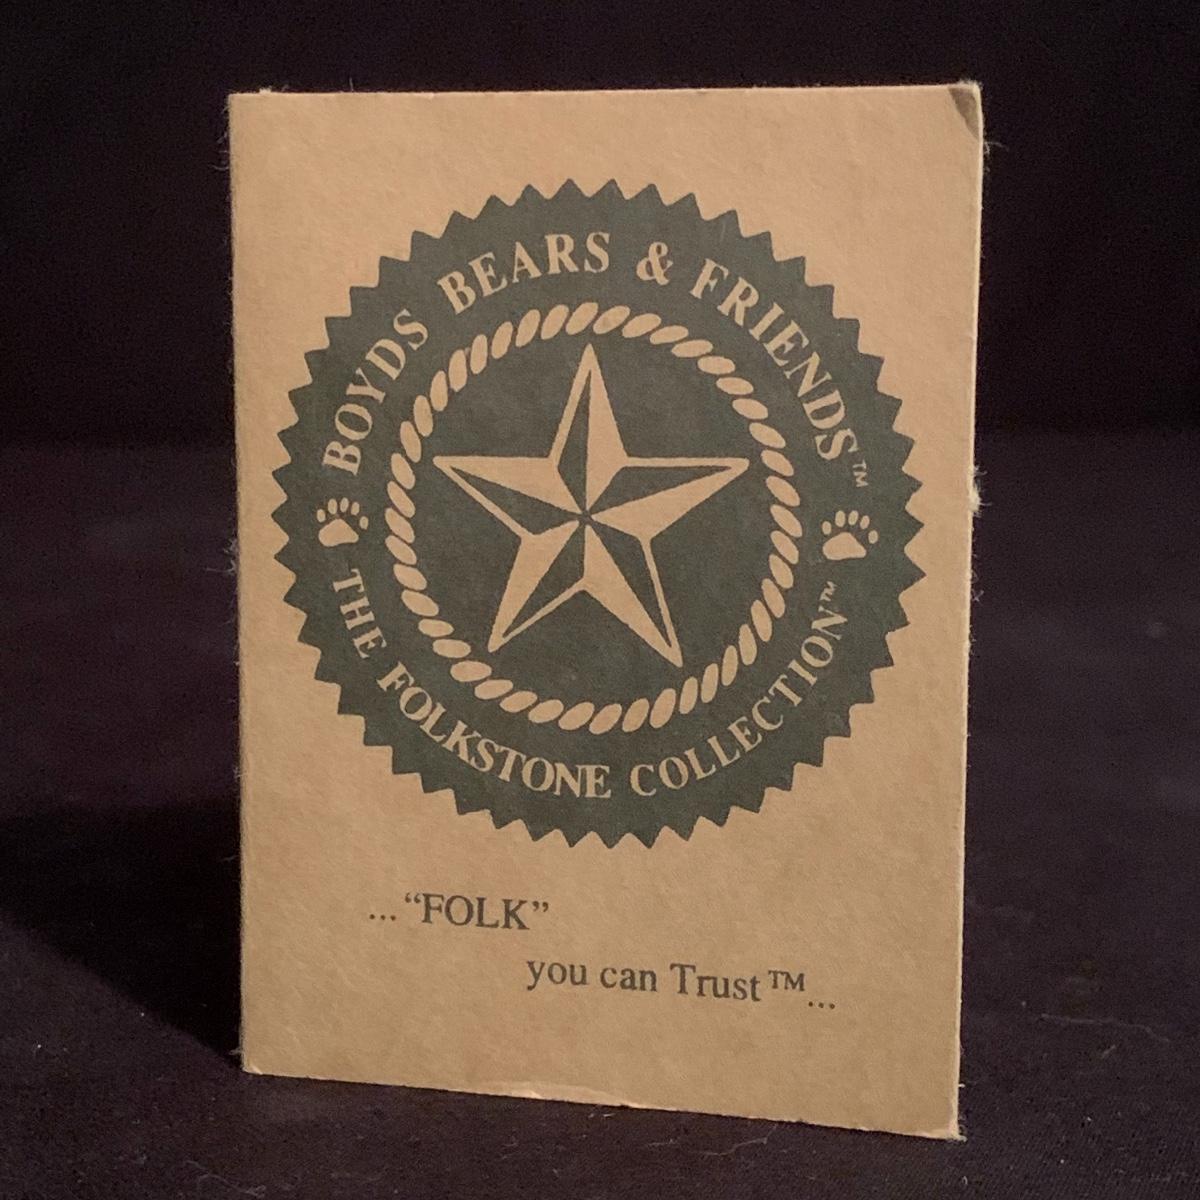 BOYDS BEARS & FRIENDS™
THE FOLKSTONE COLLECTION™
... “FOLK”
you can Trust™...